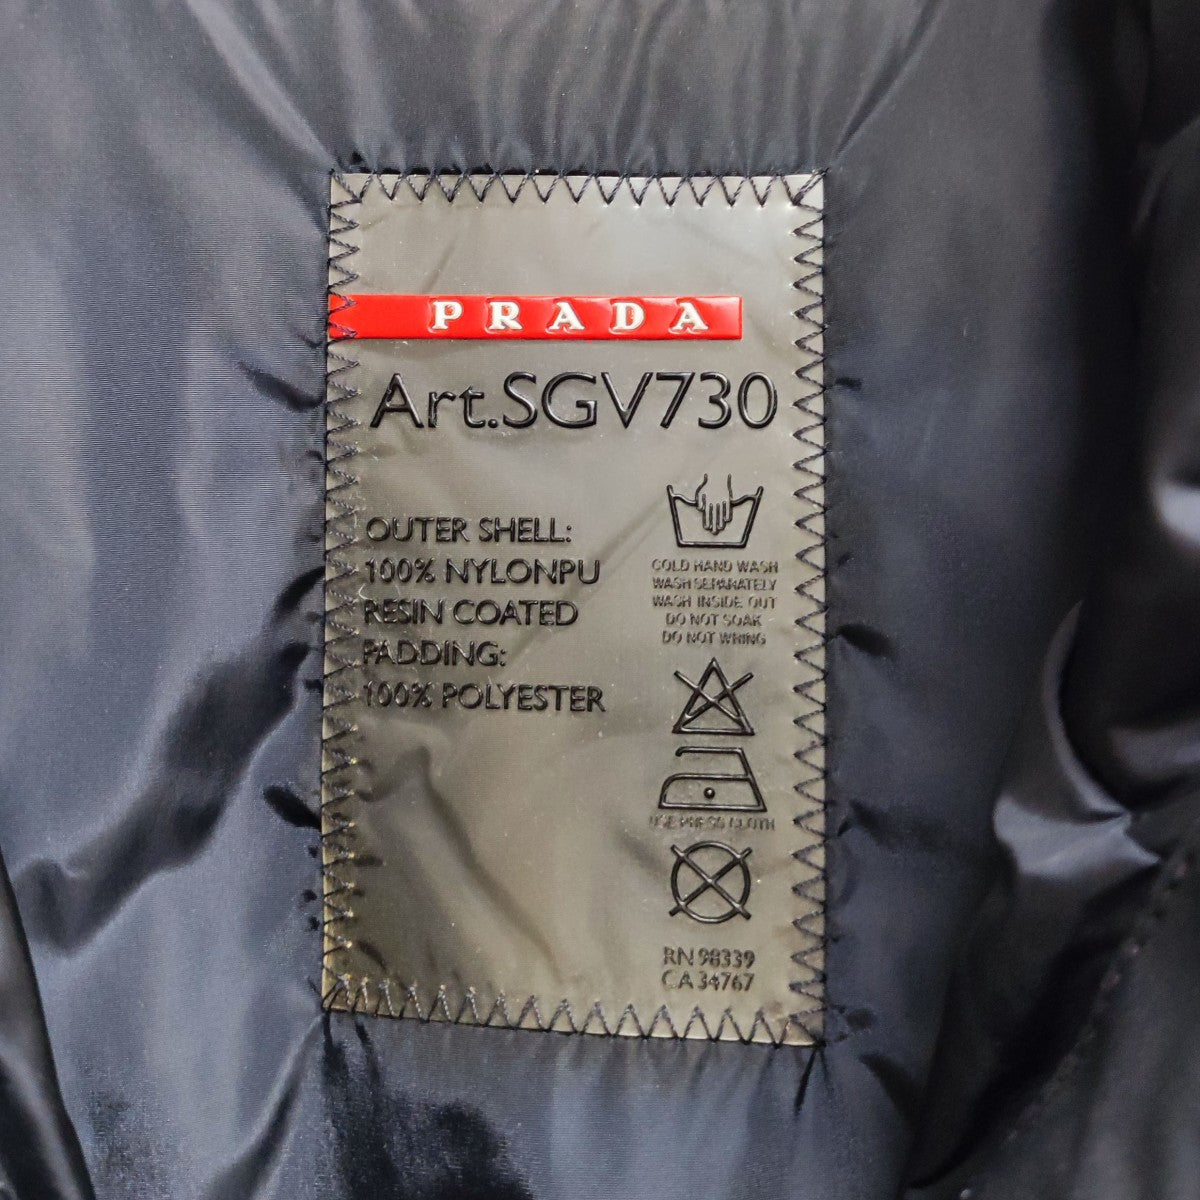 PRADA
Art.SGV730
OUTER SHELL:
100% NYLONPU
RESIN COATED
PADDING:
100% POLYESTER
COLD HAND WASH
WASH SEPARATELY
WASH INSIDE OUT
DO NOT SOAK
DO NOT WRING
USE PRESS CLOTH
RN 98339
CA 34767